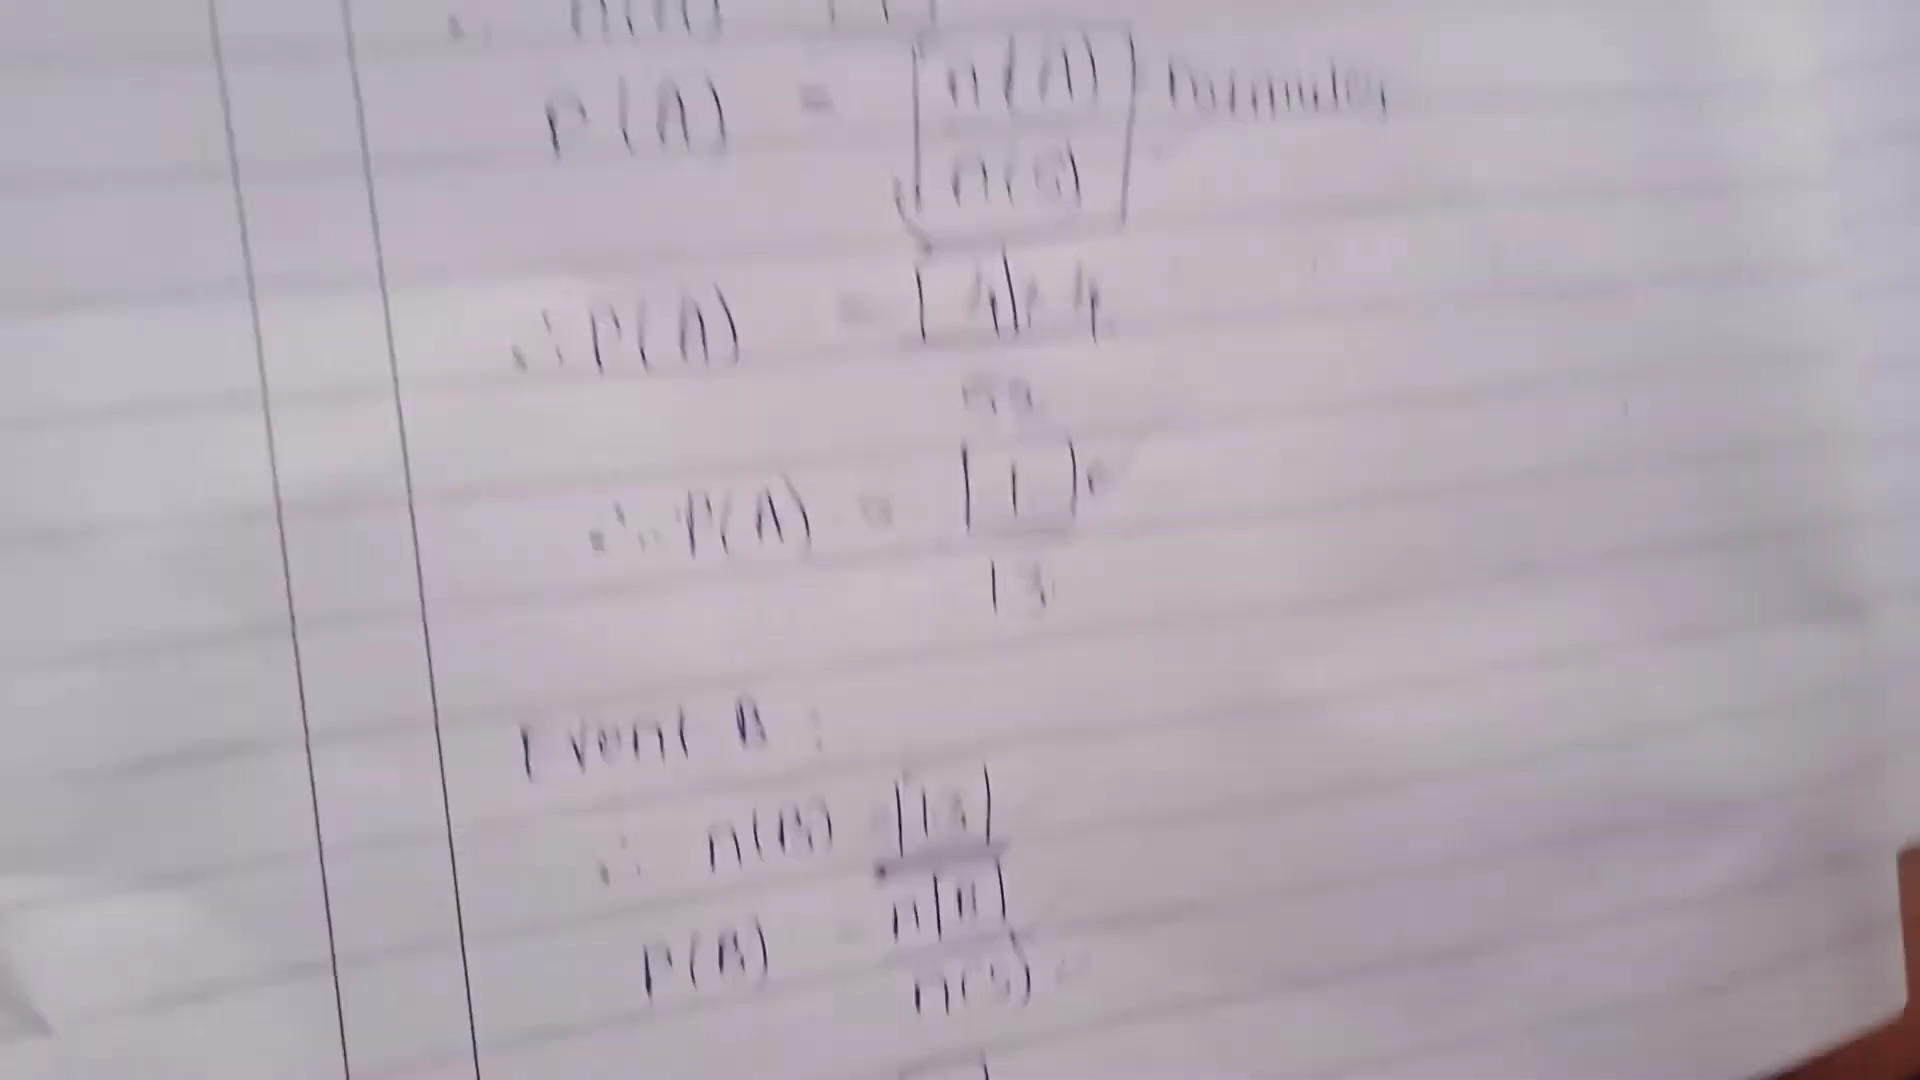 ∴ n(A)
P(A) = n(A) / n(S) formula
∴ P(A) = 4 / 52
∴ P(A) = 1 / 13
Event B :
∴ n(B) = 13
P(B) = n(B) / n(S)